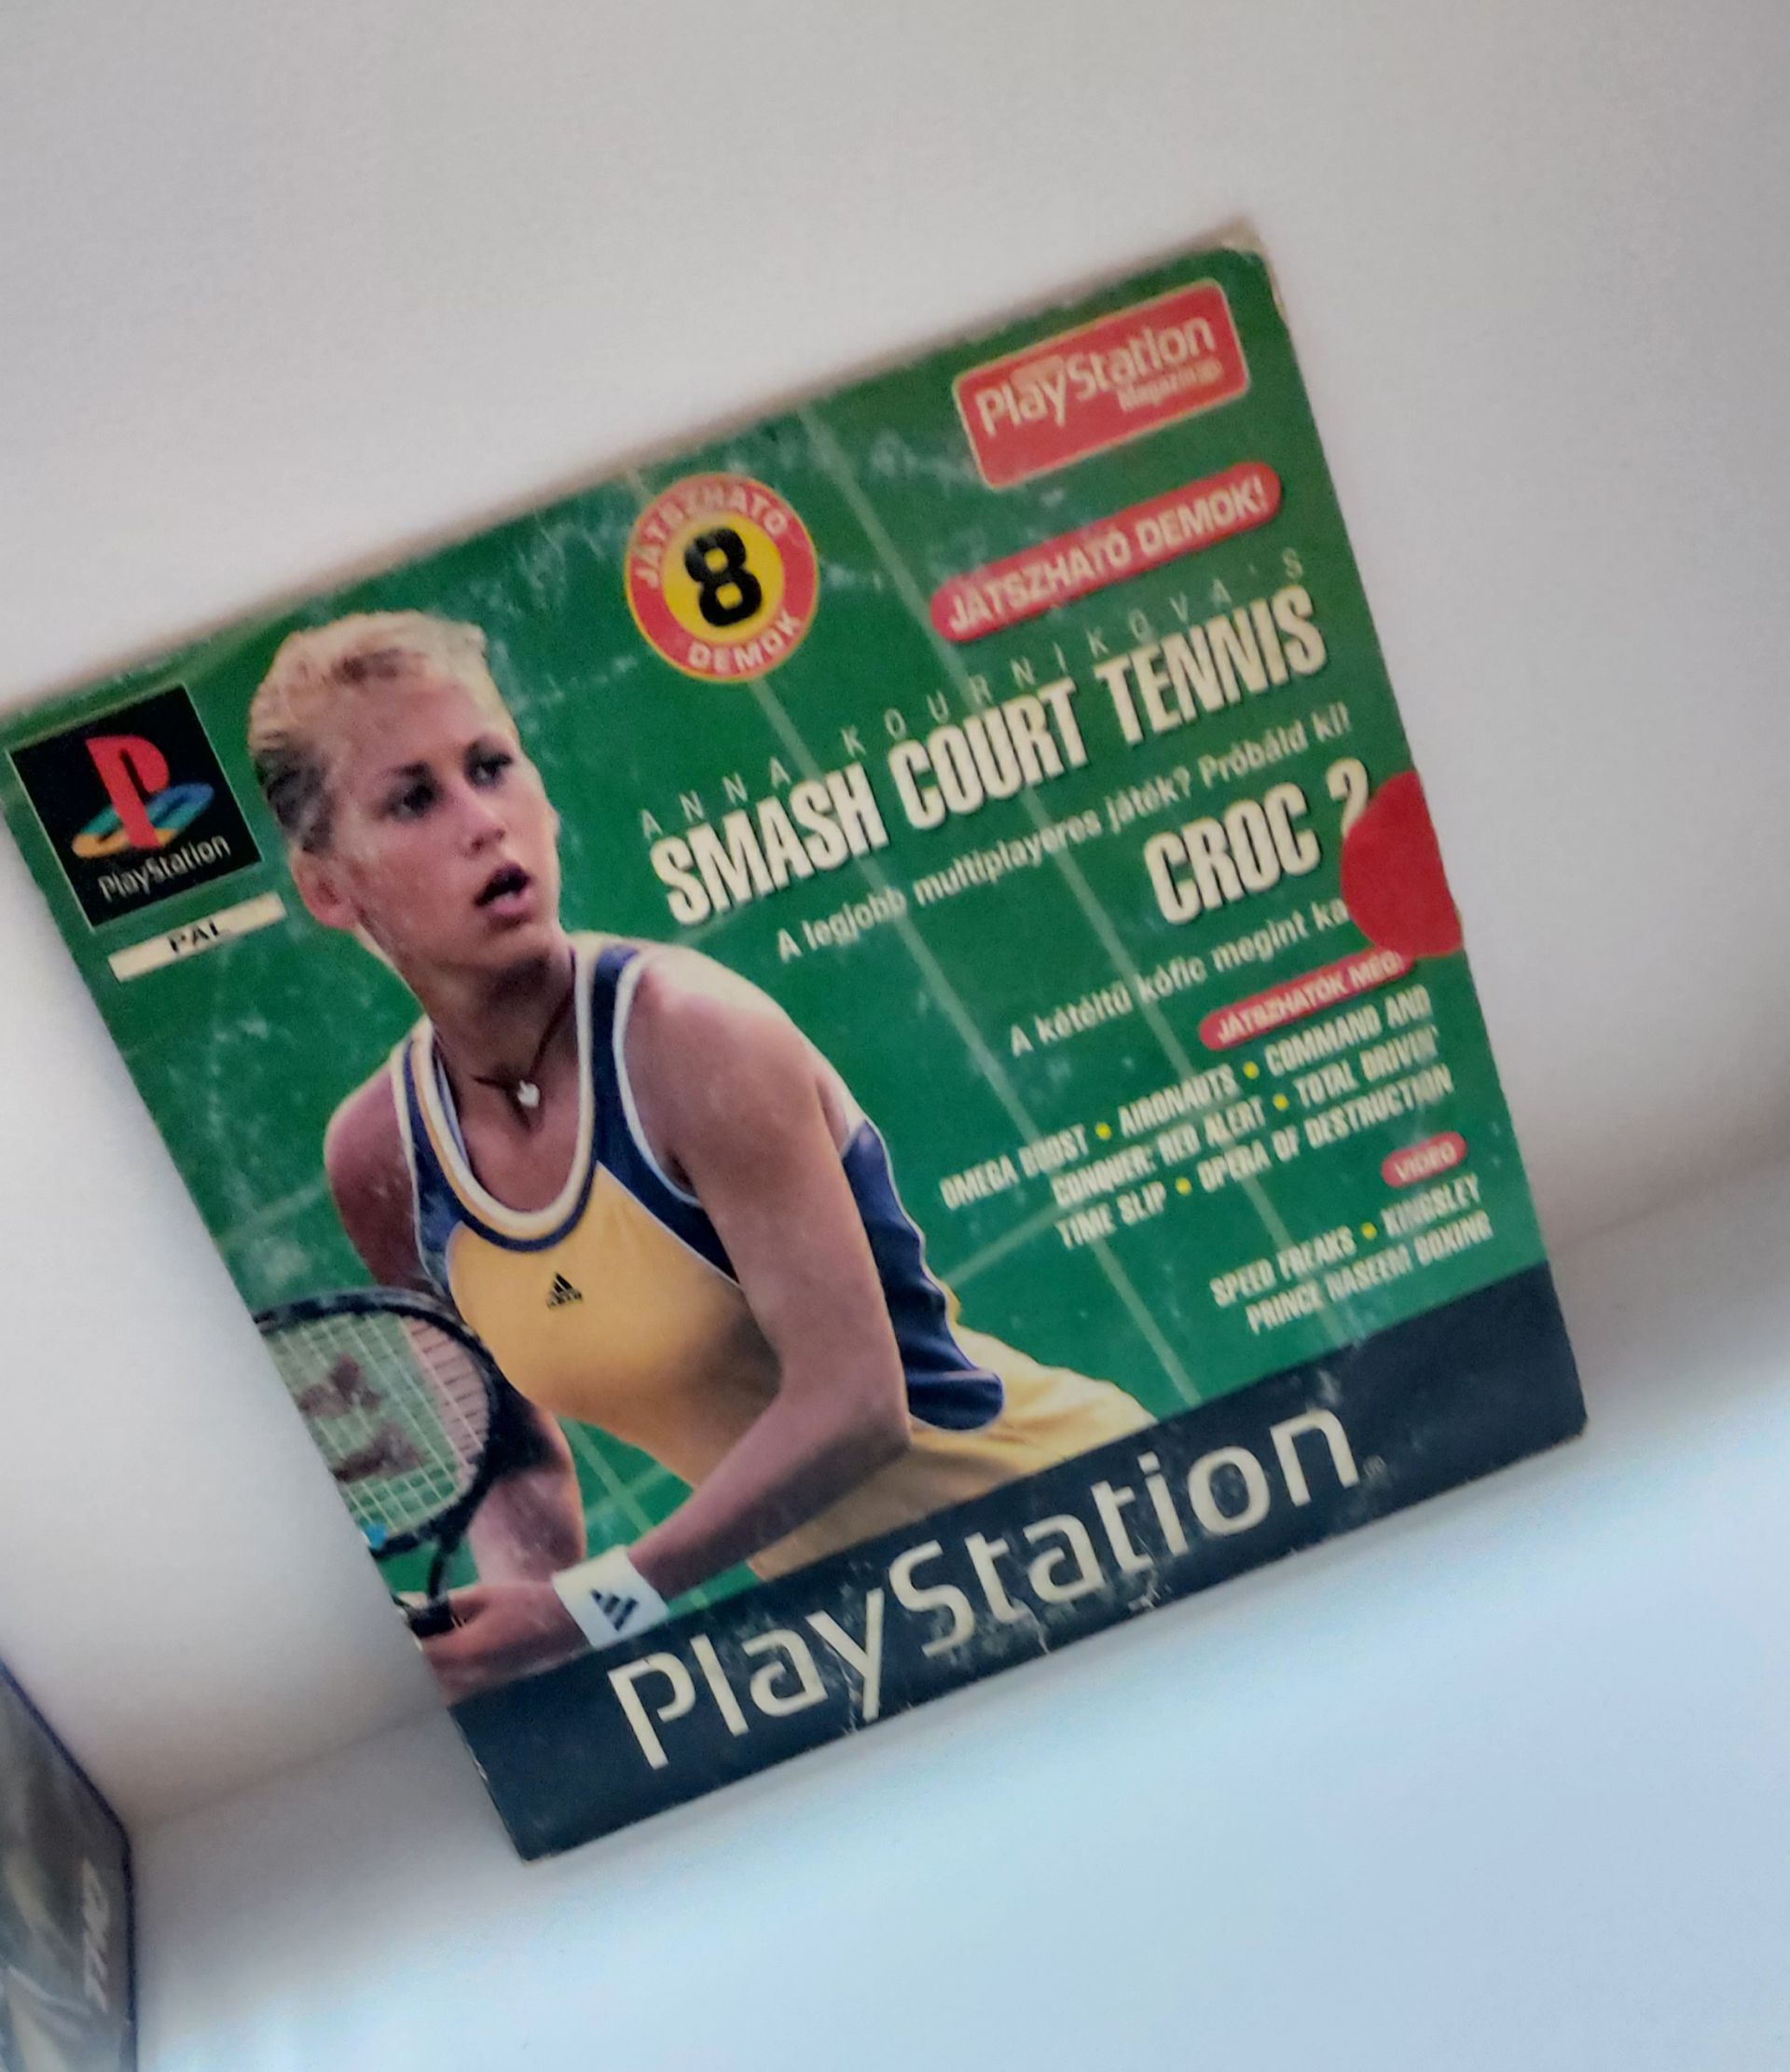 PlayStation
Magazin
JÁTSZHATÓ
8
DEMOK
JÁTSZHATÓ DEMOK!
PlayStation
PAL
ANNA KOURNIKOVA'S
SMASH COURT TENNIS
A legjobb multiplayeres játék? Próbáld ki!
CROC 2
A kétéltű kófic megint
JÁTSZHATÓK MÉG:
OMEGA BOOST • AIRONAUTS • COMMAND AND
CONQUER: RED ALERT • TOTAL DRIVIN'
TIME SLIP • OPERA OF DESTRUCTION
VIDEO
SPEED FREAKS • KINGSLEY
PRINCE NASEEM BOXING
PlayStation